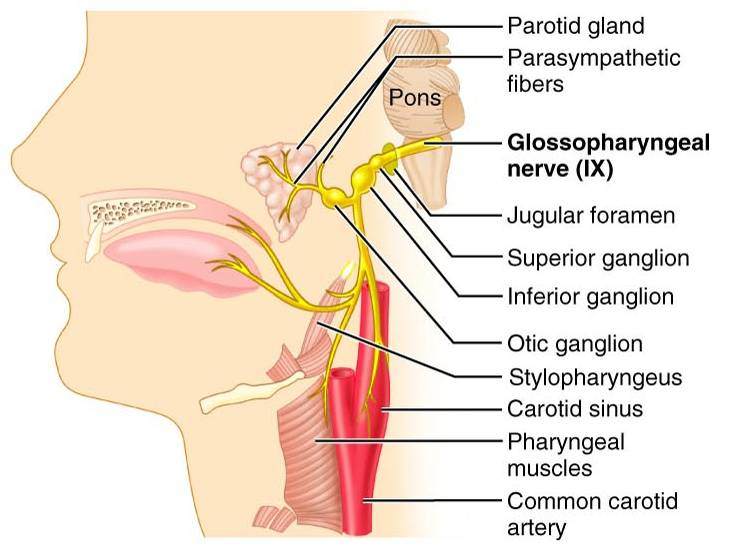 Parotid gland
Parasympathetic
fibers
Pons
Glossopharyngeal
nerve (IX)
Jugular foramen
Superior ganglion
Inferior ganglion
Otic ganglion
Stylopharyngeus
Carotid sinus
Pharyngeal
muscles
Common carotid
artery